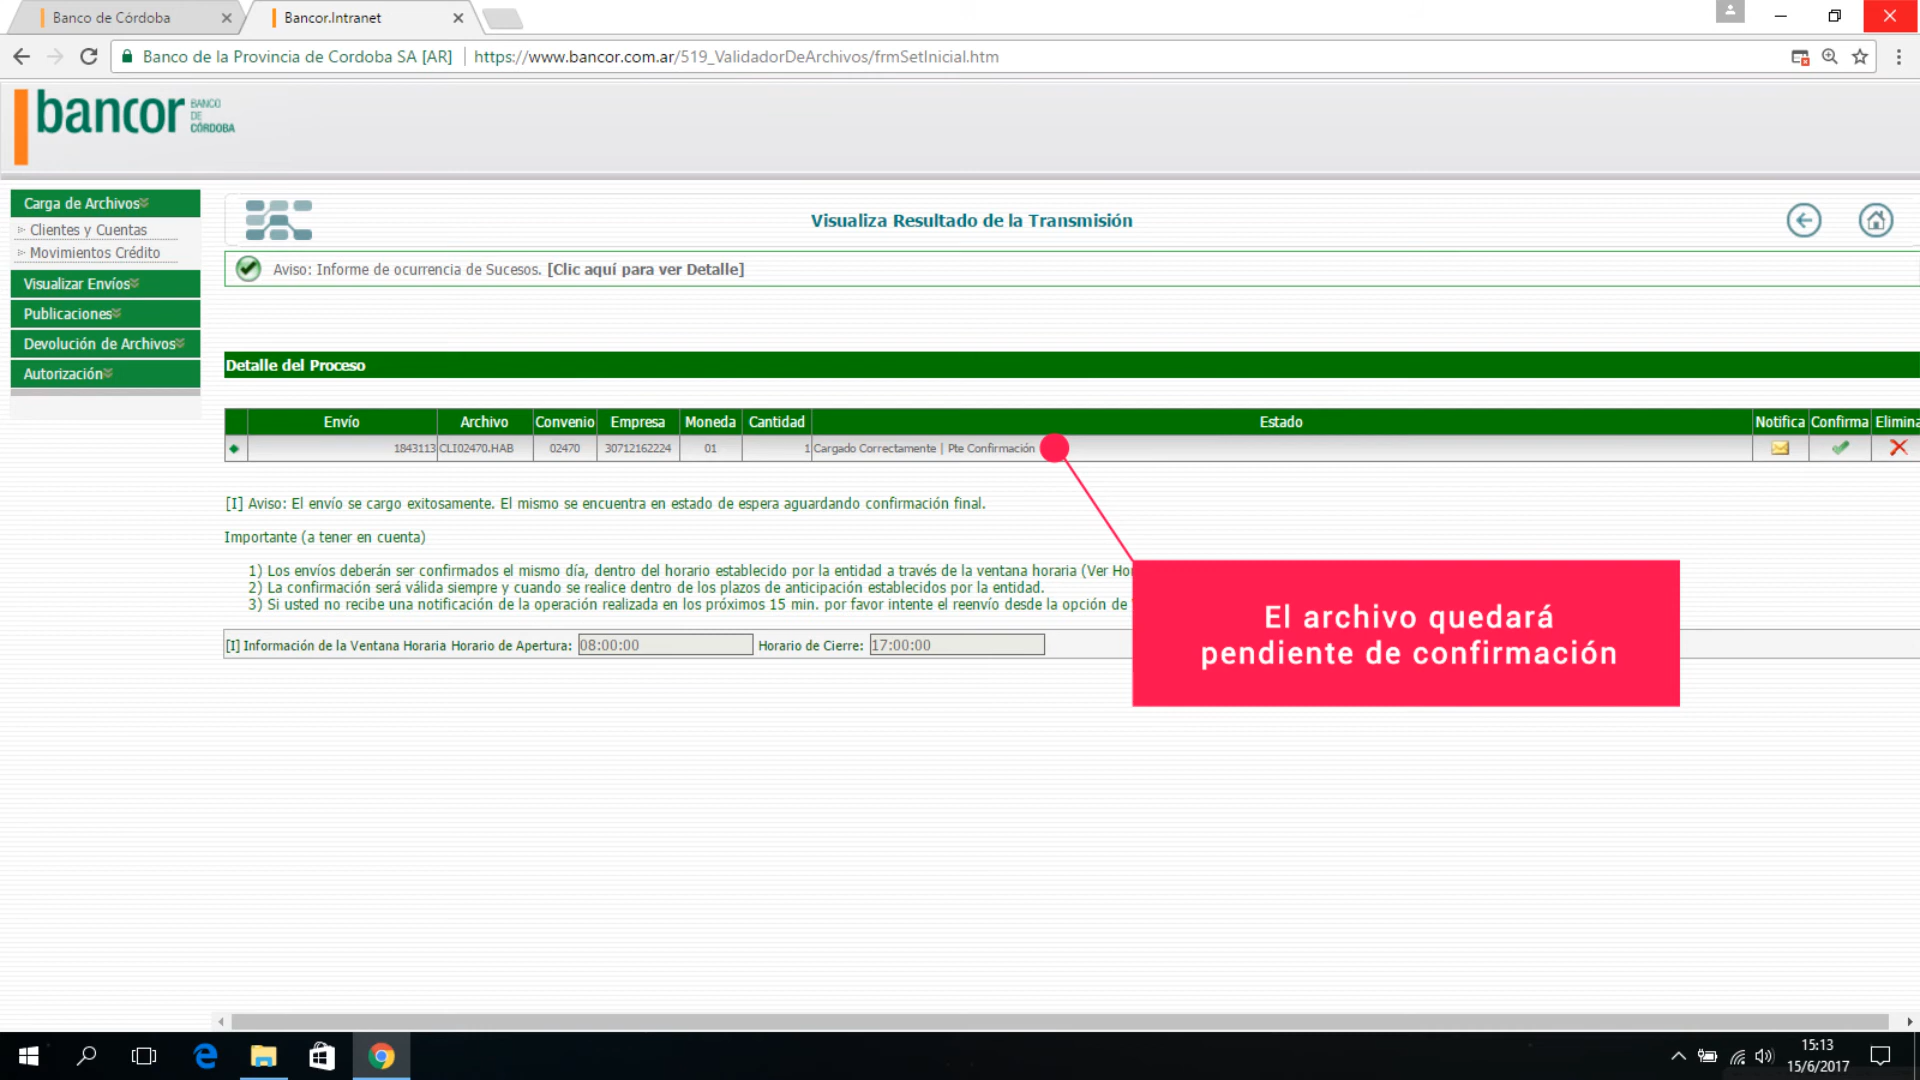 Banco de Córdoba
Bancor.Intranet
Banco de la Provincia de Cordoba SA [AR] https://www.bancor.com.ar/519_ValidadorDeArchivos/frmSetInicial.htm
bancor BANCO DE CÓRDOBA
Carga de Archivos
Clientes y Cuentas
Movimientos Crédito
Visualizar Envíos
Publicaciones
Devolución de Archivos
Autorización
Visualiza Resultado de la Transmisión
Aviso: Informe de ocurrencia de Sucesos. [Clic aquí para ver Detalle]
Detalle del Proceso
Envío Archivo Convenio Empresa Moneda Cantidad Estado Notifica Confirma Elimina
1843113 CLI02470.HAB 02470 30712162224 01 1 Cargado Correctamente | Pte Confirmación
[I] Aviso: El envío se cargo exitosamente. El mismo se encuentra en estado de espera aguardando confirmación final.
Importante (a tener en cuenta)
1) Los envíos deberán ser confirmados el mismo día, dentro del horario establecido por la entidad a través de la ventana horaria (Ver Ho
2) La confirmación será válida siempre y cuando se realice dentro de los plazos de anticipación establecidos por la entidad.
3) Si usted no recibe una notificación de la operación realizada en los próximos 15 min. por favor intente el reenvío desde la opción de
[I] Información de la Ventana Horaria Horario de Apertura: 08:00:00 Horario de Cierre: 17:00:00
El archivo quedará
pendiente de confirmación
15:13
15/6/2017